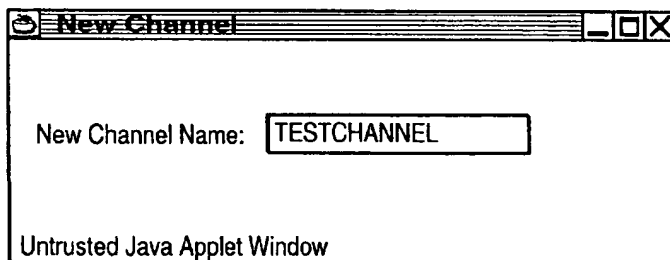 New Channel
New Channel Name: TESTCHANNEL
Untrusted Java Applet Window